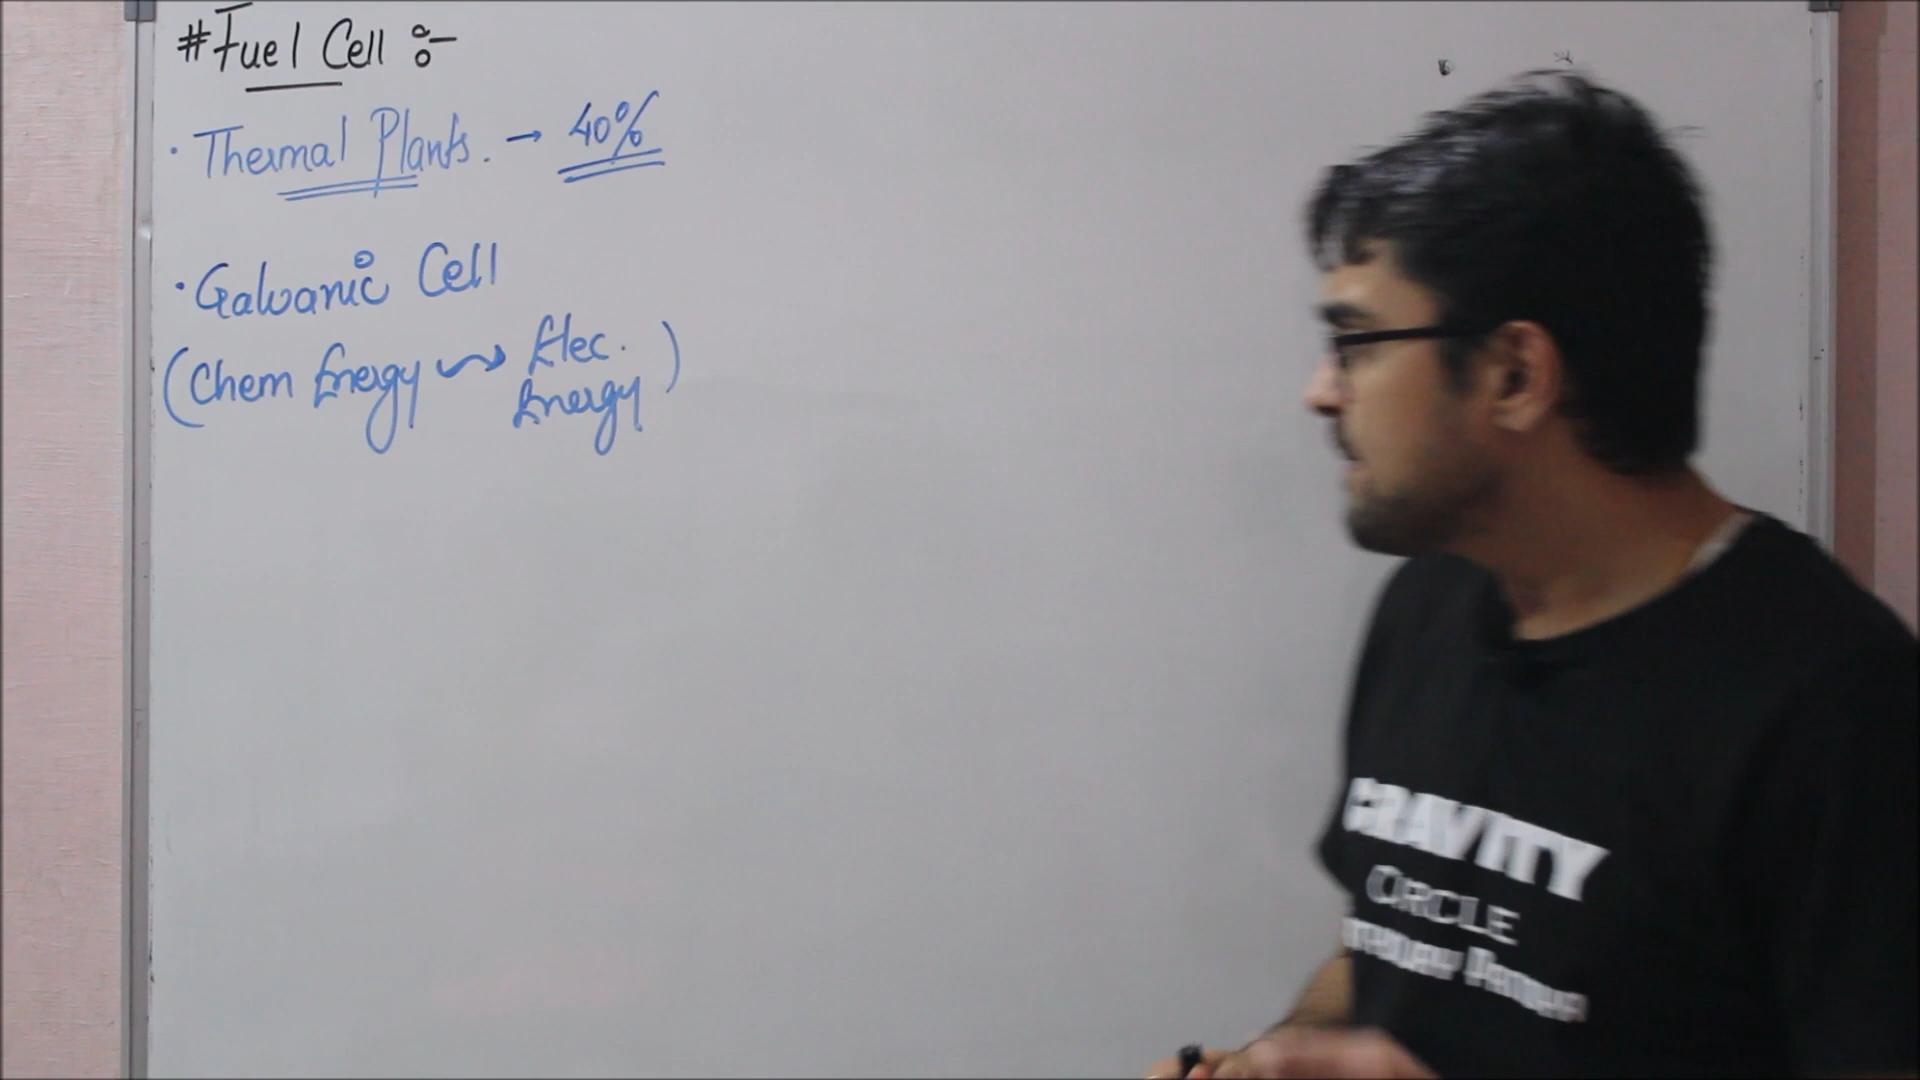 #Fuel Cell :-
· Thermal Plants. → 40%
· Galvanic Cell
(Chem Energy → Elec.
Energy)
GRAVITY
CIRCLE